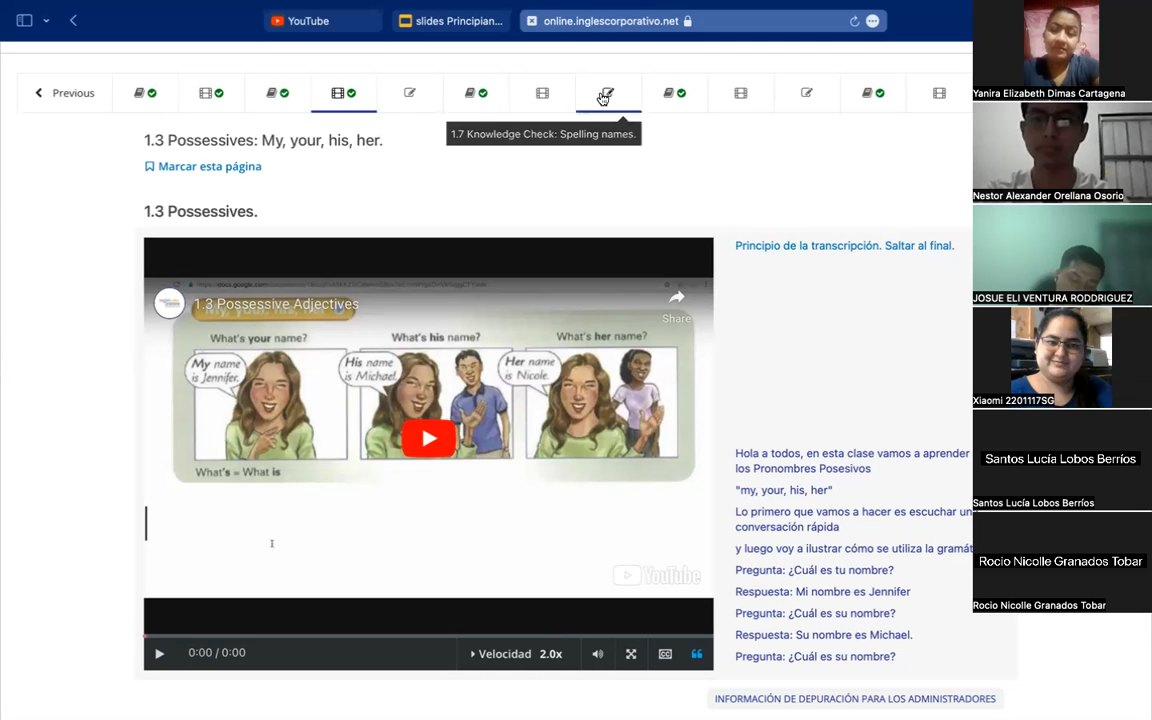 YouTube
slides Principian...
online.inglescorporativo.net
Previous
1.7 Knowledge Check: Spelling names.
1.3 Possessives: My, your, his, her.
Marcar esta página
1.3 Possessives.
1.3 Possessive Adjectives
Share
What's your name?
What's his name?
What's her name?
My name
is Jennifer.
His name
is Michael.
Her name
is Nicole.
What's = What is
YouTube
0:00 / 0:00
Velocidad 2.0x
Principio de la transcripción. Saltar al final.
Hola a todos, en esta clase vamos a aprender
los Pronombres Posesivos
"my, your, his, her"
Lo primero que vamos a hacer es escuchar un
conversación rápida
y luego voy a ilustrar cómo se utiliza la gramát
Pregunta: ¿Cuál es tu nombre?
Respuesta: Mi nombre es Jennifer
Pregunta: ¿Cuál es su nombre?
Respuesta: Su nombre es Michael.
Pregunta: ¿Cuál es su nombre?
INFORMACIÓN DE DEPURACIÓN PARA LOS ADMINISTRADORES
Yanira Elizabeth Dimas Cartagena
Nestor Alexander Orellana Osorio
JOSUE ELI VENTURA RODDRIGUEZ
Xiaomi 2201117SG
Santos Lucía Lobos Berríos
Santos Lucía Lobos Berríos
Rocio Nicolle Granados Tobar
Rocio Nicolle Granados Tobar